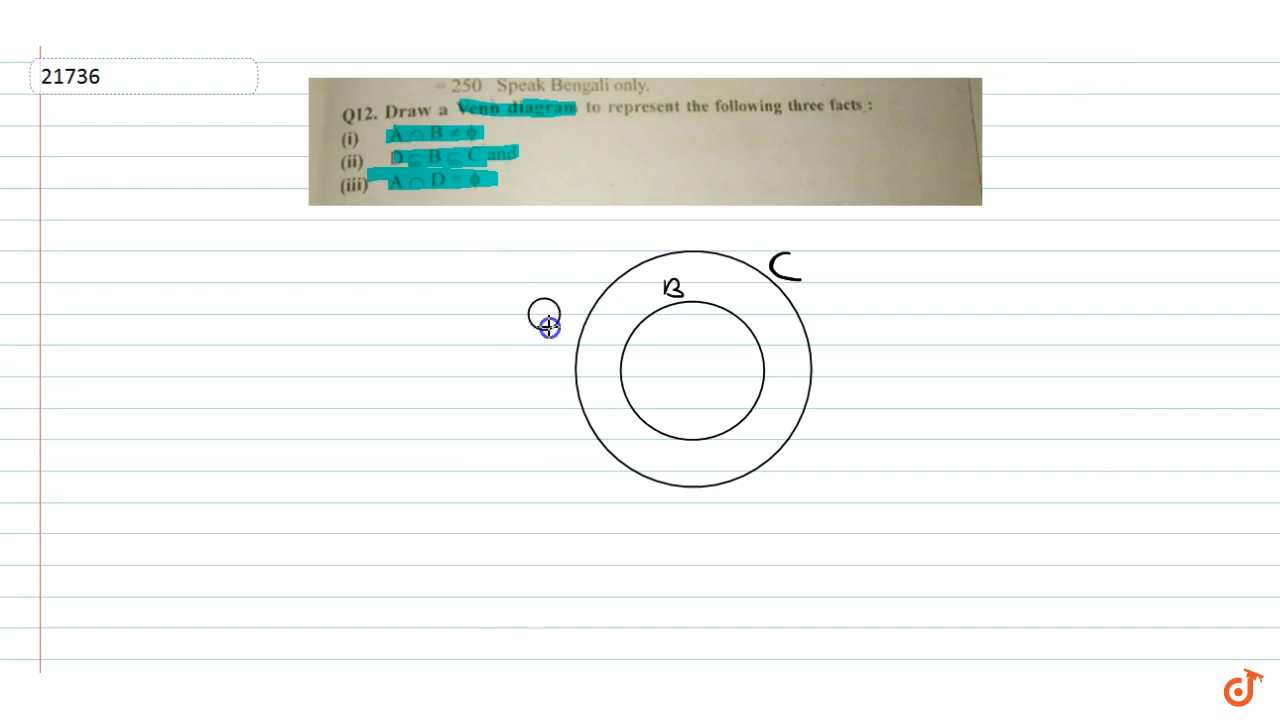 21736
= 250 Speak Bengali only.
Q12. Draw a Venn diagram to represent the following three facts :
(i) A ∩ B ≠ ϕ
(ii) D ⊆ B ⊆ C and
(iii) A ∩ D = ϕ
C
B